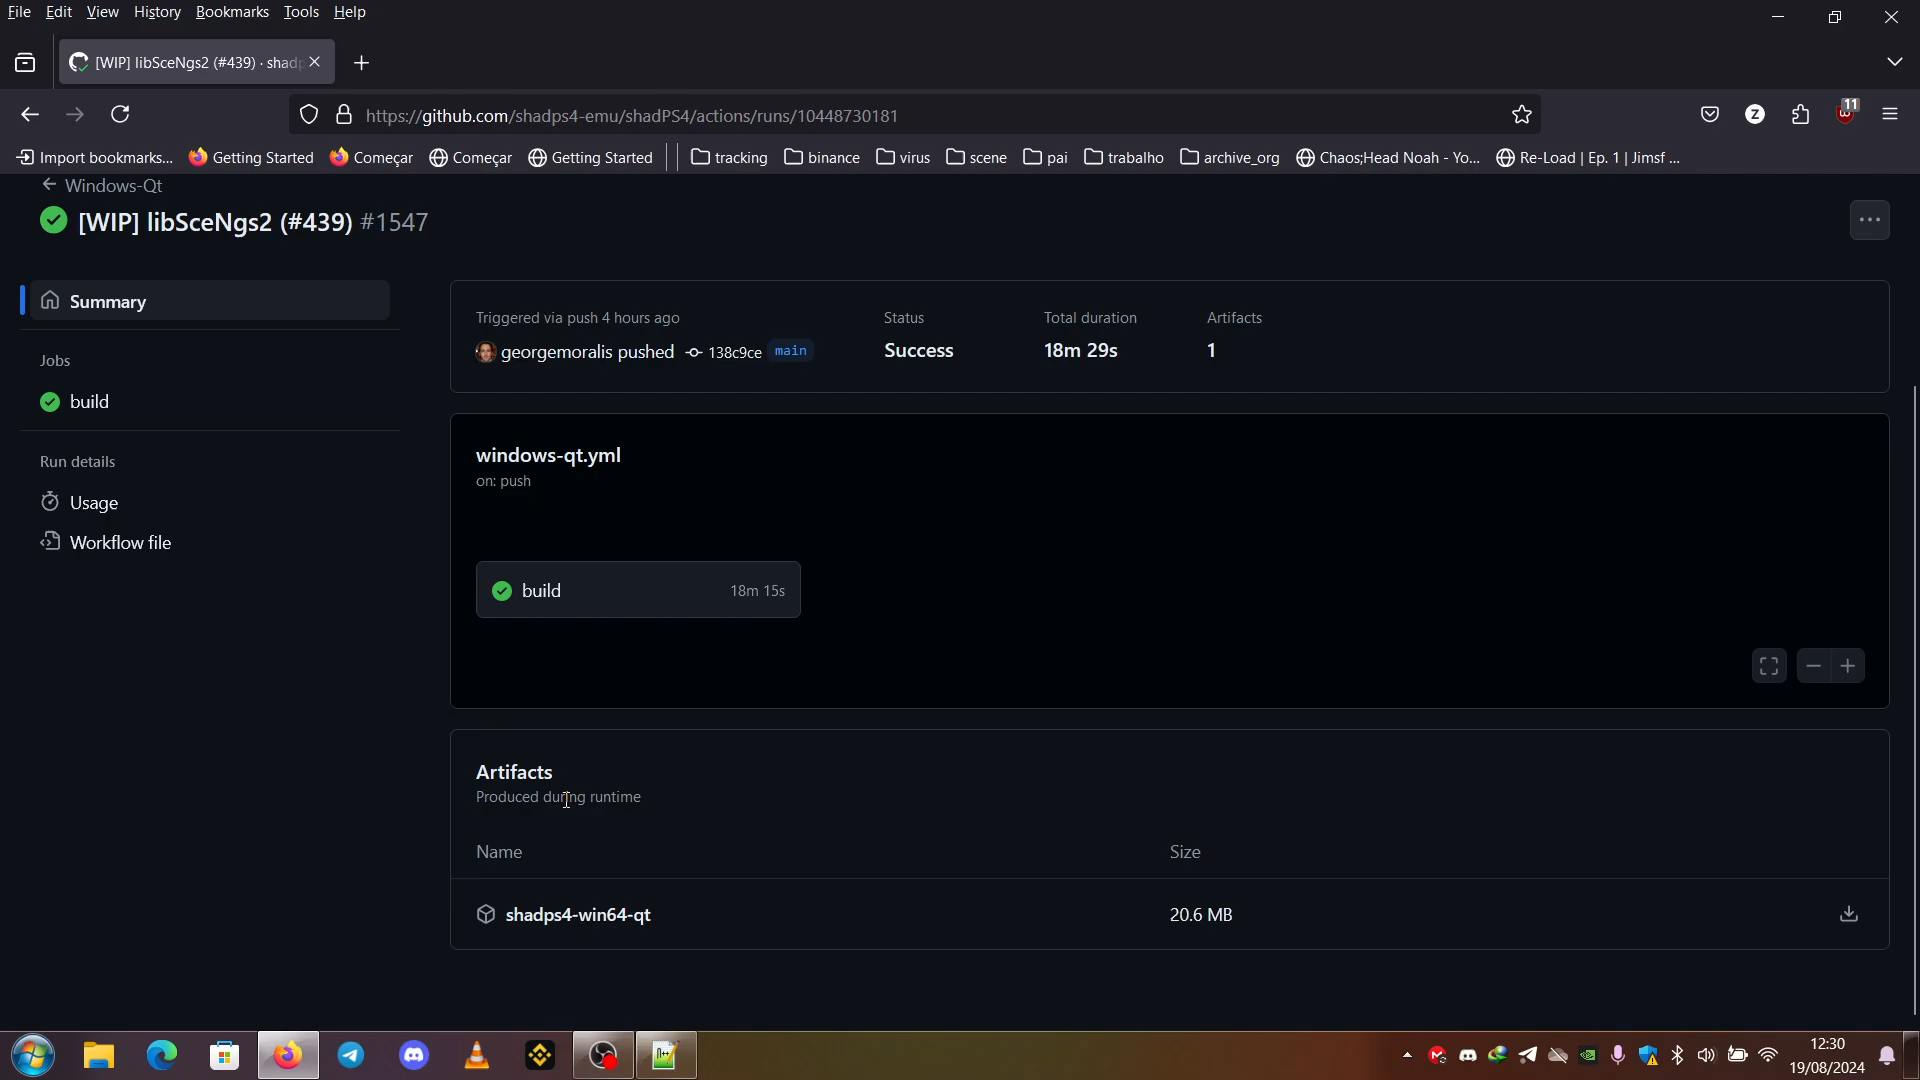 File Edit View History Bookmarks Tools Help
[WIP] libSceNgs2 (#439) · shadp
https://github.com/shadps4-emu/shadPS4/actions/runs/10448730181
Z
11
Import bookmarks... Getting Started Começar Começar Getting Started tracking binance virus scene pai trabalho archive_org Chaos;Head Noah - Yo... Re-Load | Ep. 1 | Jimsf ...
Windows-Qt
[WIP] libSceNgs2 (#439) #1547
Summary
Jobs
build
Run details
Usage
Workflow file
Triggered via push 4 hours ago
georgemoralis pushed 138c9ce main
Status
Success
Total duration
18m 29s
Artifacts
1
windows-qt.yml
on: push
build 18m 15s
Artifacts
Produced during runtime
Name Size
shadps4-win64-qt 20.6 MB
12:30
19/08/2024